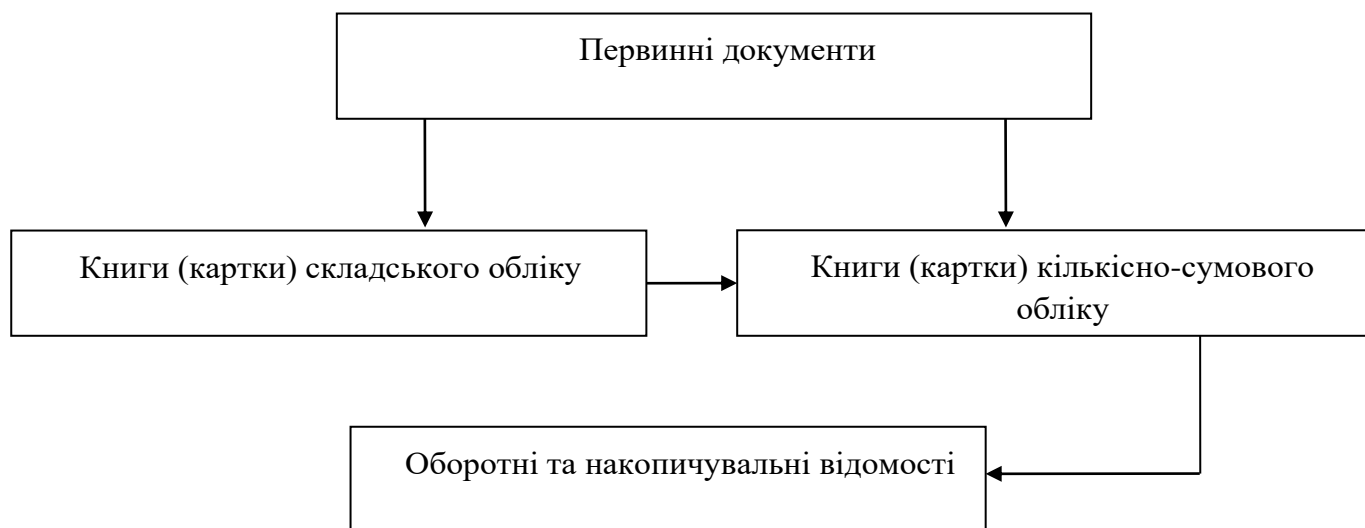 Первинні документи
Книги (картки) складського обліку
Книги (картки) кількісно-сумового
обліку
Оборотні та накопичувальні відомості